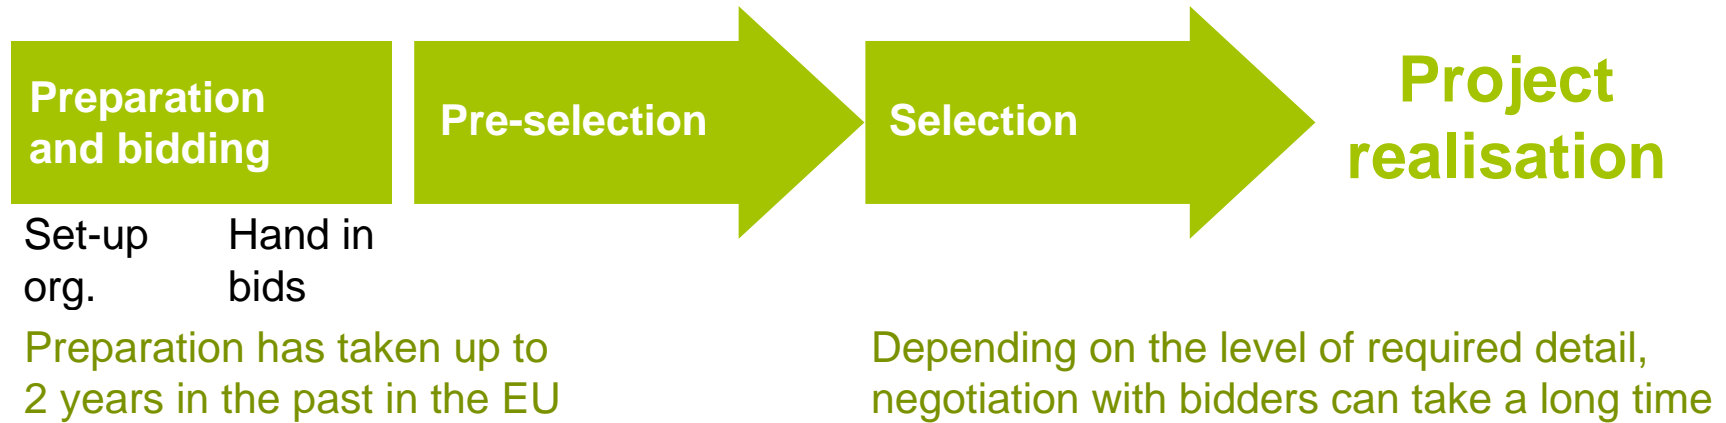 Preparation
and bidding
Pre-selection
Selection
Project
realisation
Set-up
org.
Hand in
bids
Preparation has taken up to
2 years in the past in the EU
Depending on the level of required detail,
negotiation with bidders can take a long time